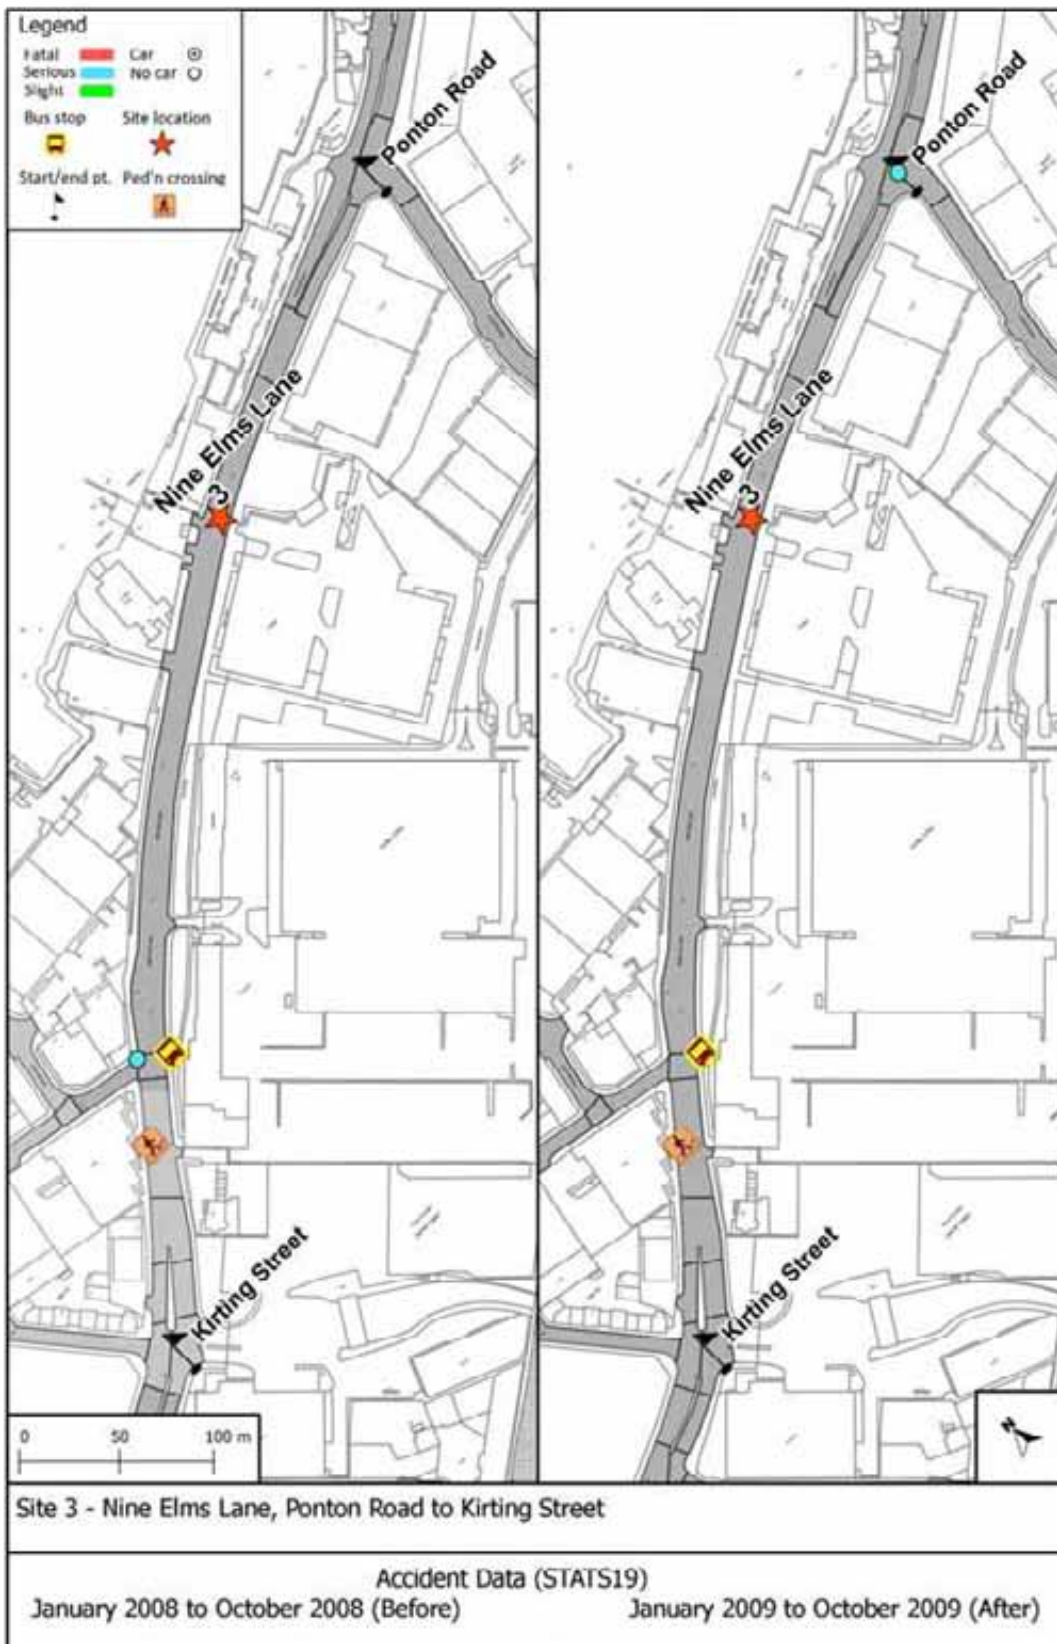 Legend
Fatal Car
Serious No car
Slight
Bus stop Site location
Start/end pt. Ped'n crossing
Ponton Road
Ponton Road
Nine Elms Lane
3
Nine Elms Lane
3
Kirting Street
Kirting Street
0 50 100 m
N
Site 3 - Nine Elms Lane, Ponton Road to Kirting Street
Accident Data (STATS19)
January 2008 to October 2008 (Before) January 2009 to October 2009 (After)